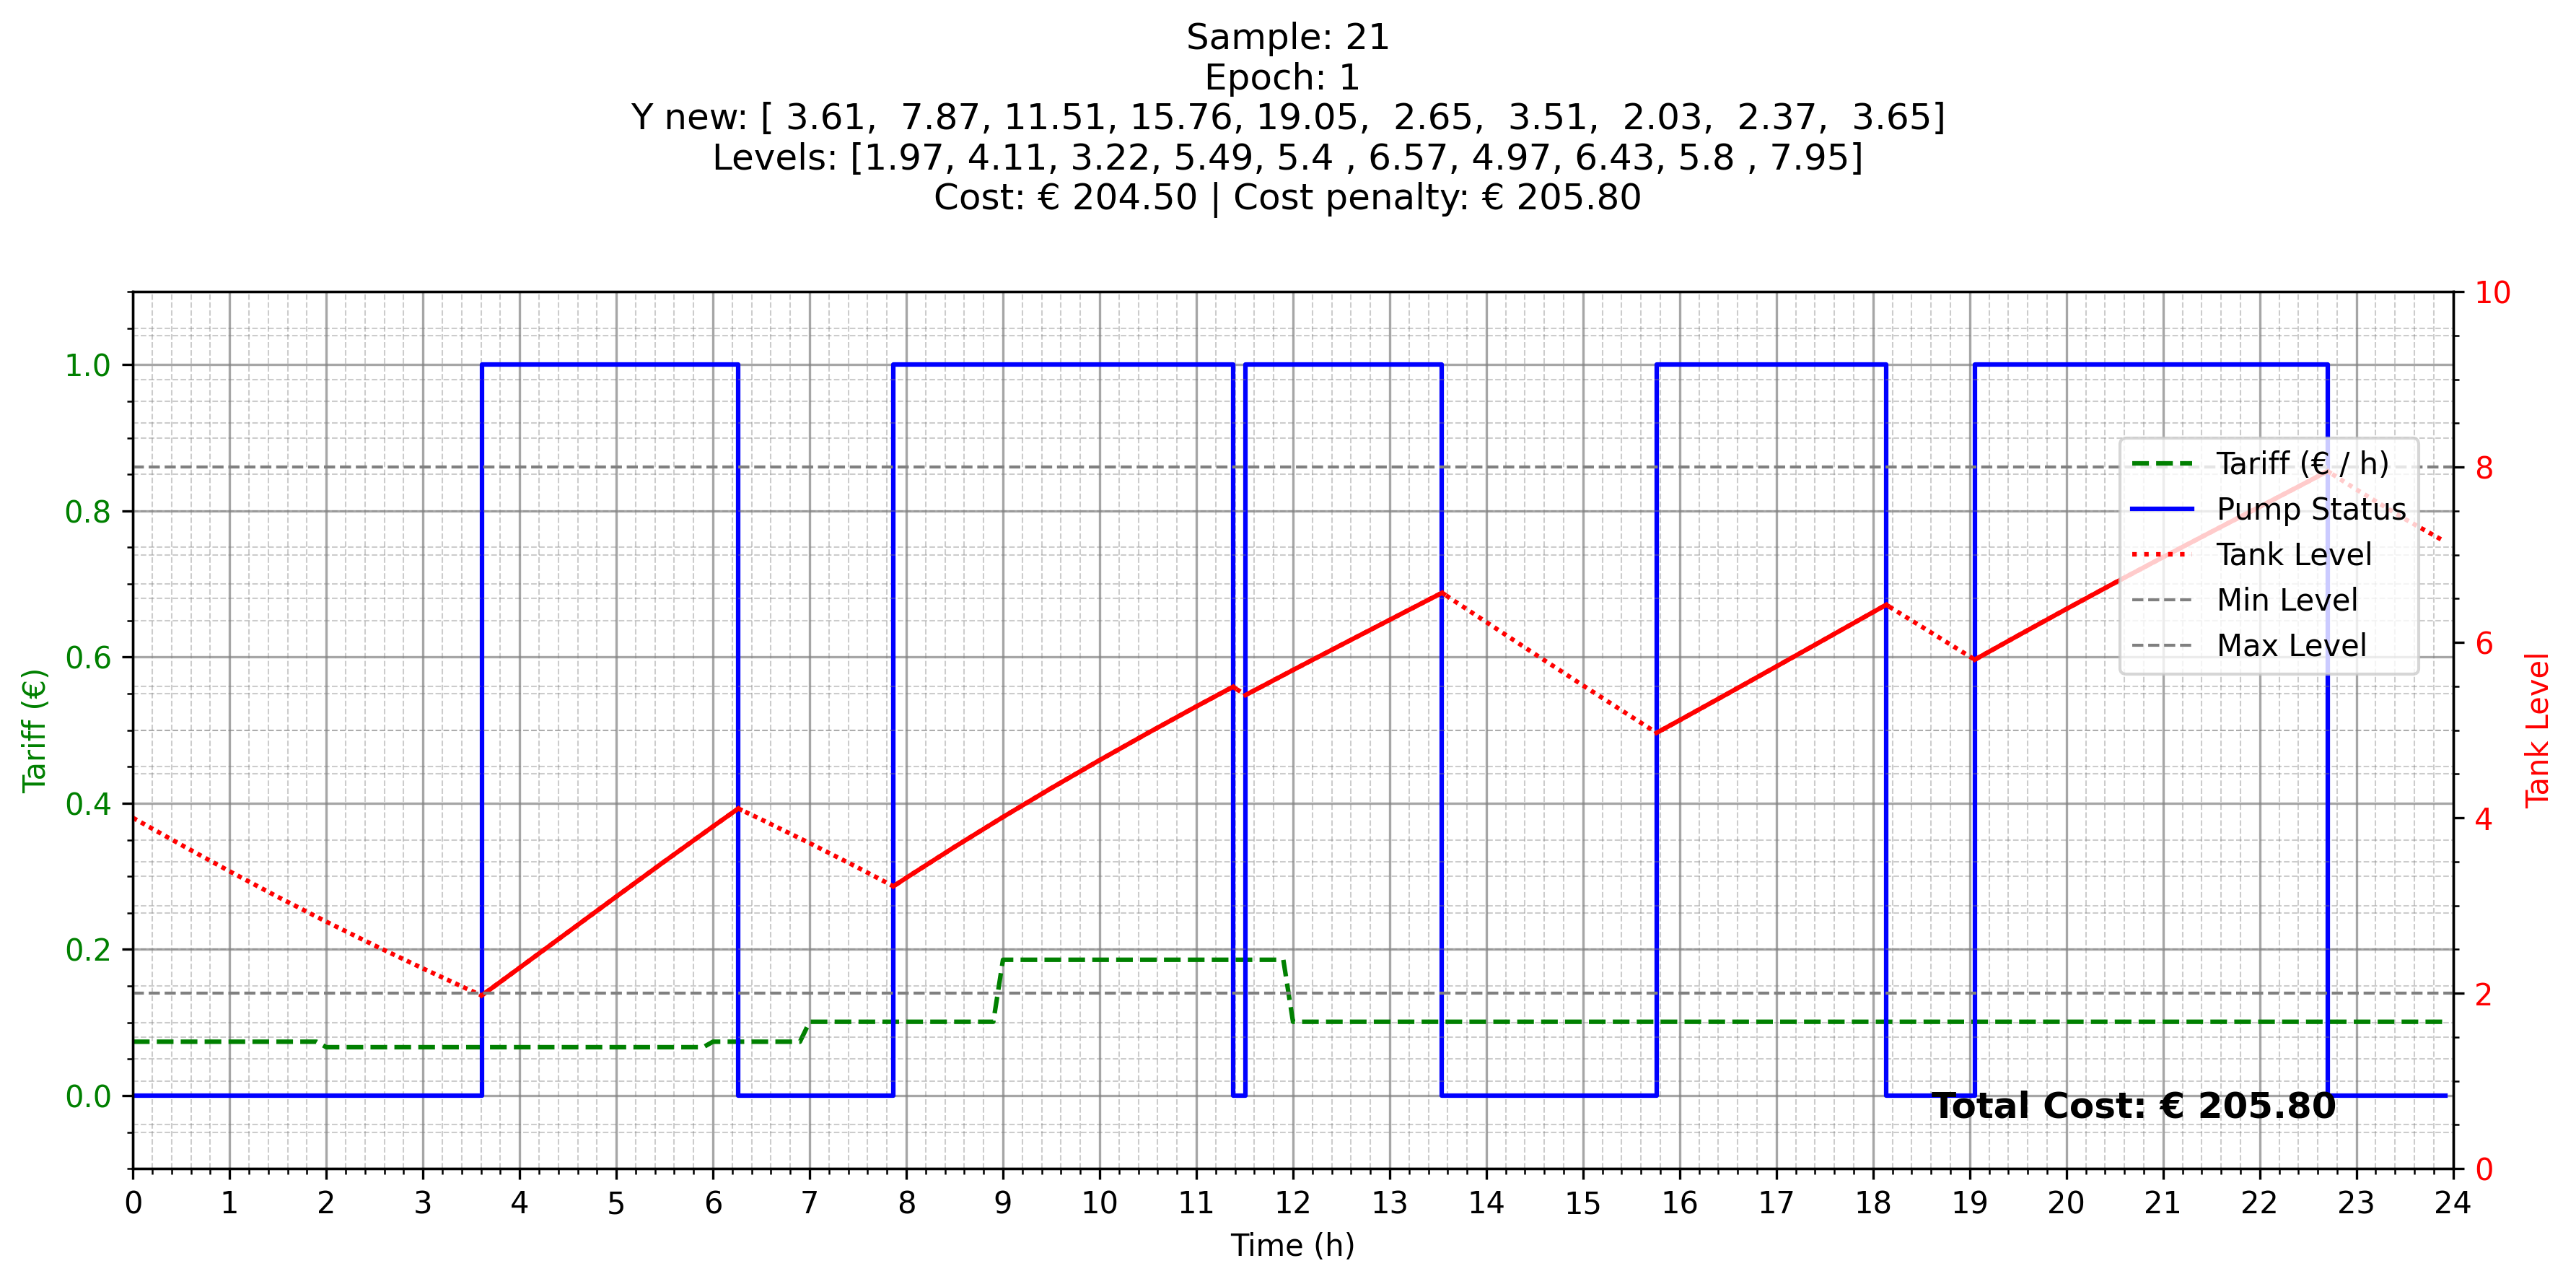 Sample: 21
Epoch: 1
Y new: [ 3.61,  7.87, 11.51, 15.76, 19.05,  2.65,  3.51,  2.03,  2.37,  3.65]
Levels: [1.97, 4.11, 3.22, 5.49, 5.4 , 6.57, 4.97, 6.43, 5.8 , 7.95]
Cost: € 204.50 | Cost penalty: € 205.80
Tariff (€)
1.0
0.8
0.6
0.4
0.2
0.0
Tariff (€ / h)
Pump Status
Tank Level
Min Level
Max Level
Total Cost: € 205.80
10
8
6
4
2
0
Tank Level
0 1 2 3 4 5 6 7 8 9 10 11 12 13 14 15 16 17 18 19 20 21 22 23 24
Time (h)